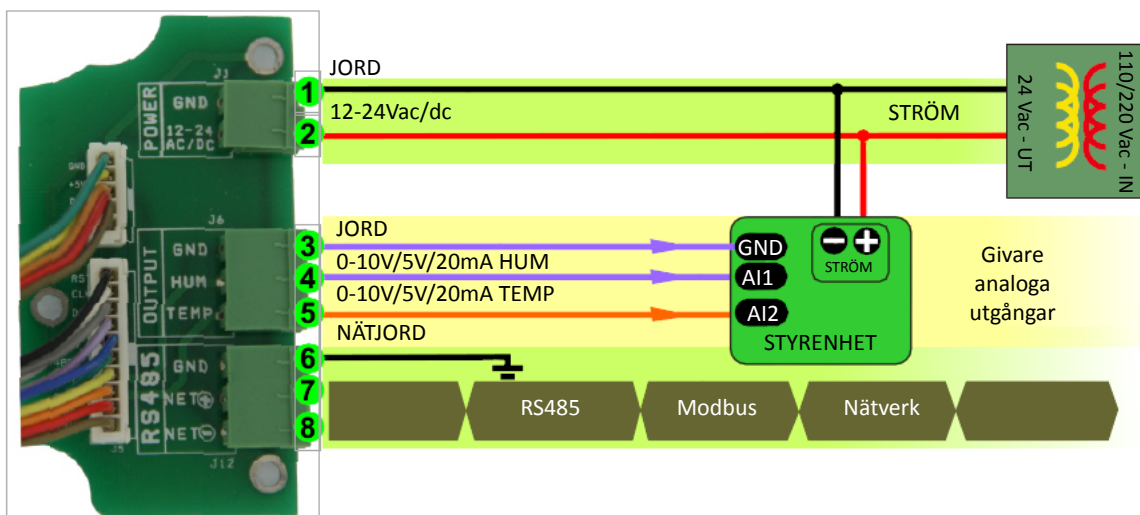 J1
POWER
GND
12-24
AC/DC
1
2
JORD
12-24Vac/dc
STRÖM
24 Vac - UT
110/220 Vac - IN
GND
+5V
J6
OUTPUT
GND
HUM
TEMP
3
4
5
JORD
0-10V/5V/20mA HUM
0-10V/5V/20mA TEMP
GND
AI1
AI2
STRÖM
STYRENHET
Givare
analoga
utgångar
RS485
GND
NET
NET
J12
J5
6
7
8
NÄTJORD
RS485
Modbus
Nätverk